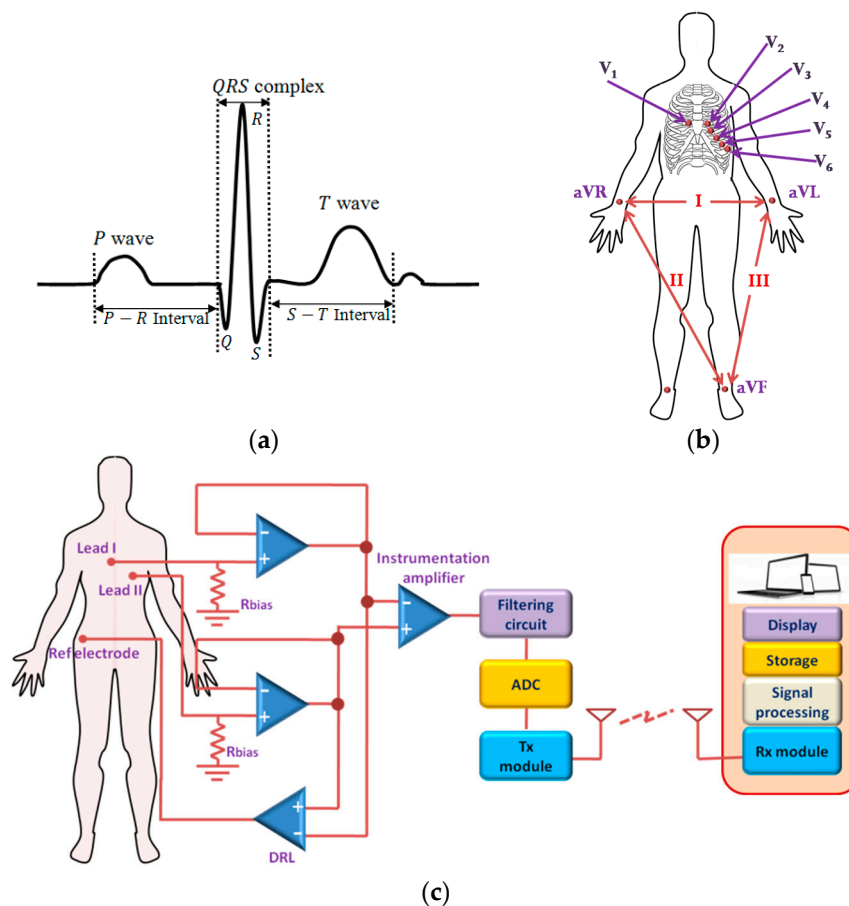 QRS complex
R
T wave
P wave
P – R Interval
S – T Interval
Q
S
(a)
V1
V2
V3
V4
V5
V6
aVR
I
aVL
II
III
aVF
(b)
Lead I
Lead II
Ref electrode
−
+
Rbias
−
+
Rbias
+
−
DRL
Instrumentation
amplifier
−
+
Filtering
circuit
ADC
Tx
module
Display
Storage
Signal
processing
Rx module
(c)